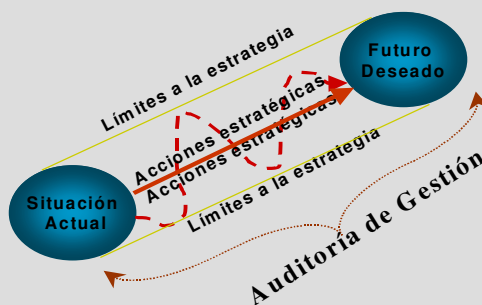 Límites a la estrategia
Futuro
Deseado
Acciones estratégicas
Acciones estratégicas
Situación
Actual
Límites a la estrategia
Auditoría de Gestión